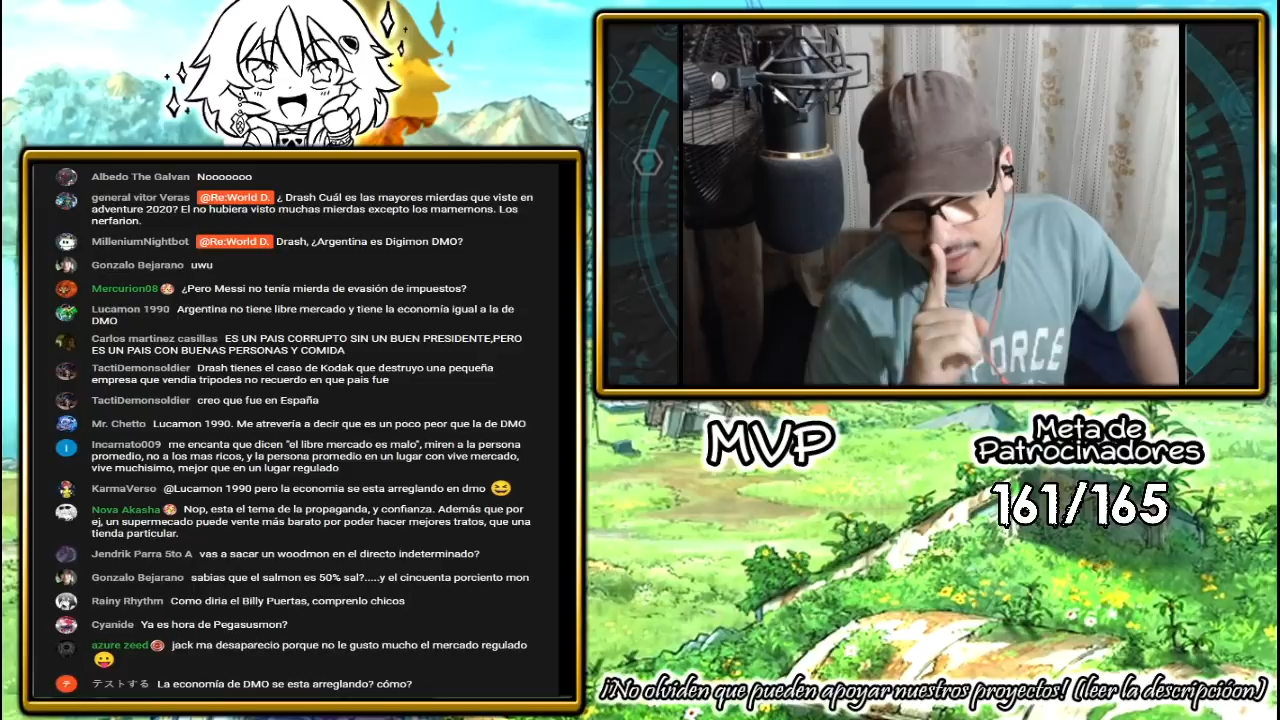 Albedo The Galvan Nooooooo
general vitor Veras @Re:World D. ¿ Drash Cuál es las mayores mierdas que viste en
adventure 2020? El no hubiera visto muchas mierdas excepto los mamemons. Los
nerfarion.
MilleniumNightbot @Re:World D. Drash, ¿Argentina es Digimon DMO?
Gonzalo Bejarano uwu
Mercurion08 ¿Pero Messi no tenía mierda de evasión de impuestos?
Lucamon 1990 Argentina no tiene libre mercado y tiene la economía igual a la de
DMO
Carlos martinez casillas ES UN PAIS CORRUPTO SIN UN BUEN PRESIDENTE,PERO
ES UN PAIS CON BUENAS PERSONAS Y COMIDA
TactiDemonsoldier Drash tienes el caso de Kodak que destruyo una pequeña
empresa que vendia tripodes no recuerdo en que pais fue
TactiDemonsoldier creo que fue en España
Mr. Chetto Lucamon 1990. Me atrevería a decir que es un poco peor que la de DMO
Incarnato009 me encanta que dicen "el libre mercado es malo", miren a la persona
promedio, no a los mas ricos, y la persona promedio en un lugar con vive mercado,
vive muchisimo, mejor que en un lugar regulado
KarmaVerso @Lucamon 1990 pero la economia se esta arreglando en dmo
Nova Akasha Nop, esta el tema de la propaganda, y confianza. Además que por
ej, un supermecado puede vente más barato por poder hacer mejores tratos, que una
tienda particular.
Jendrik Parra 5to A vas a sacar un woodmon en el directo indeterminado?
Gonzalo Bejarano sabias que el salmon es 50% sal?.....y el cincuenta porciento mon
Rainy Rhythm Como diria el Billy Puertas, comprenlo chicos
Cyanide Ya es hora de Pegasusmon?
azure zeed jack ma desaparecio porque no le gusto mucho el mercado regulado
テストする La economía de DMO se esta arreglando? cómo?
FORCE
MVP
Meta de
Patrocinadores
161/165
¡¡No olviden que pueden apoyar nuestros proyectos! (leer la descripcióon)